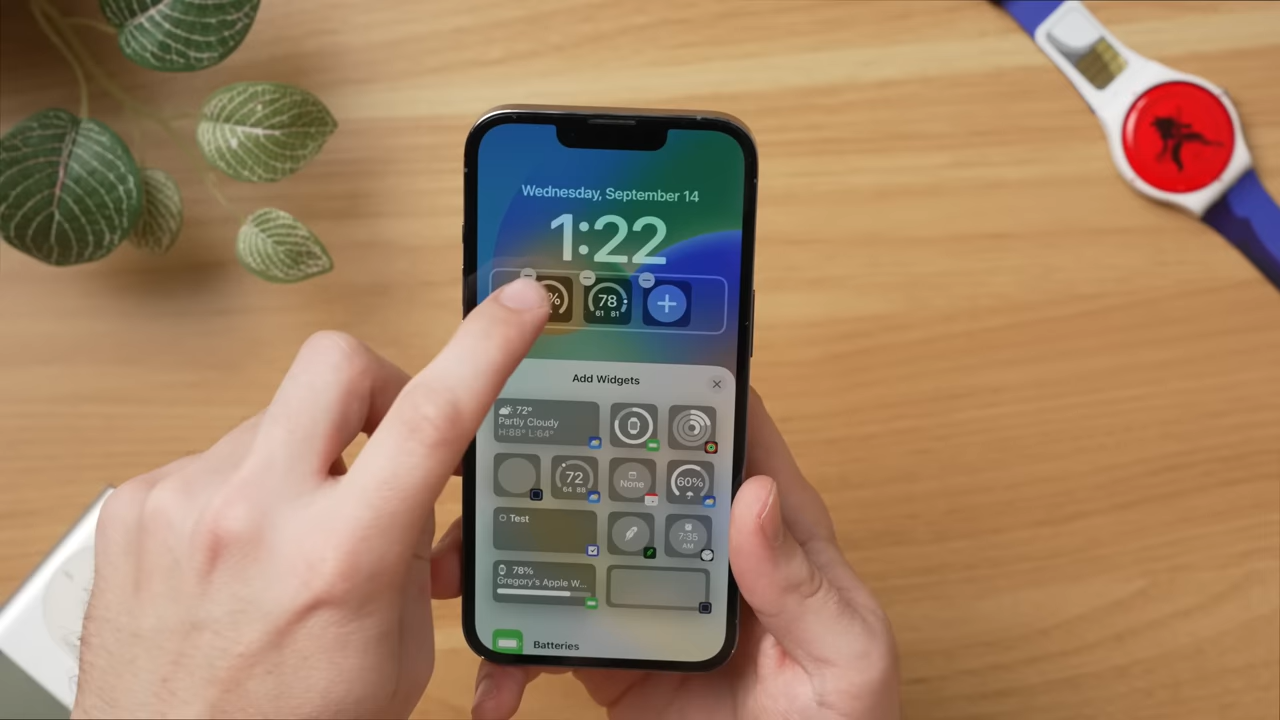 Wednesday, September 14
1:22
% 78
61 81
Add Widgets
72°
Partly Cloudy
H:88° L:64°
72
64 88
None
60%
Test
7:35
AM
78%
Gregory's Apple W...
Batteries